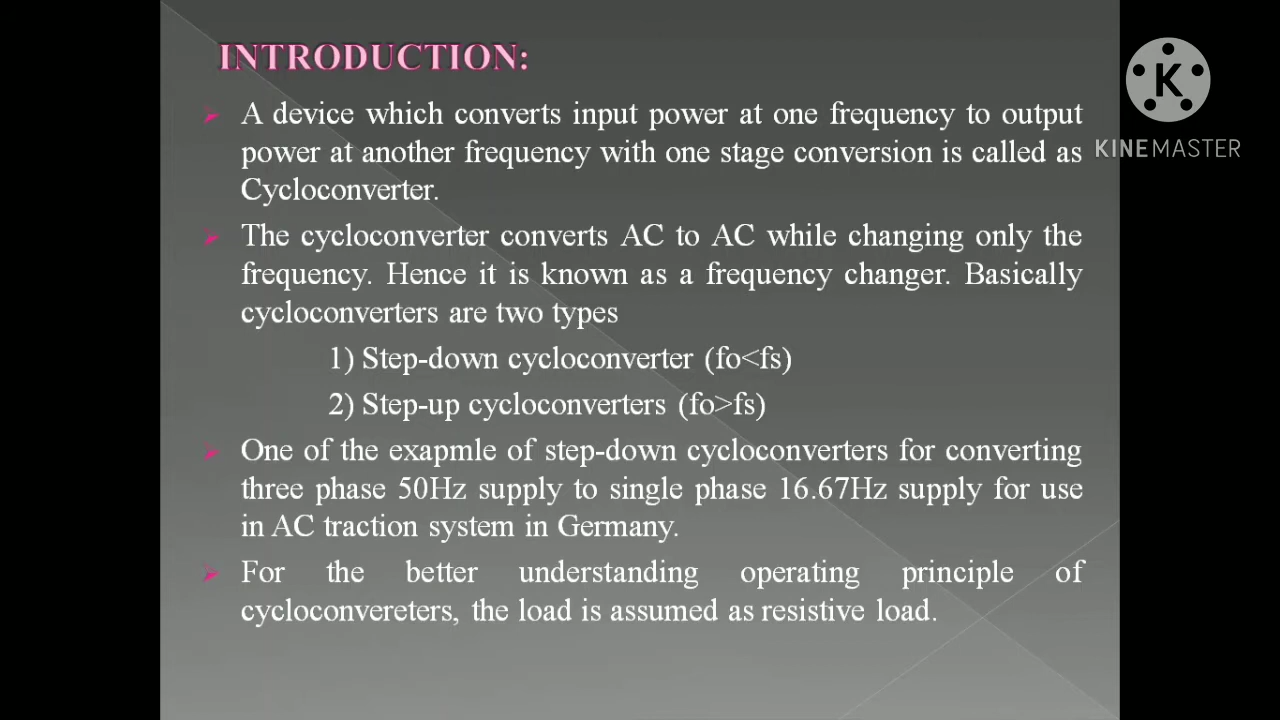 INTRODUCTION:
A device which converts input power at one frequency to output
power at another frequency with one stage conversion is called as
Cycloconverter.
The cycloconverter converts AC to AC while changing only the
frequency. Hence it is known as a frequency changer. Basically
cycloconverters are two types
1) Step-down cycloconverter (fo<fs)
2) Step-up cycloconverters (fo>fs)
One of the exapmle of step-down cycloconverters for converting
three phase 50Hz supply to single phase 16.67Hz supply for use
in AC traction system in Germany.
For the better understanding operating principle of
cycloconvereters, the load is assumed as resistive load.
K
KINEMASTER